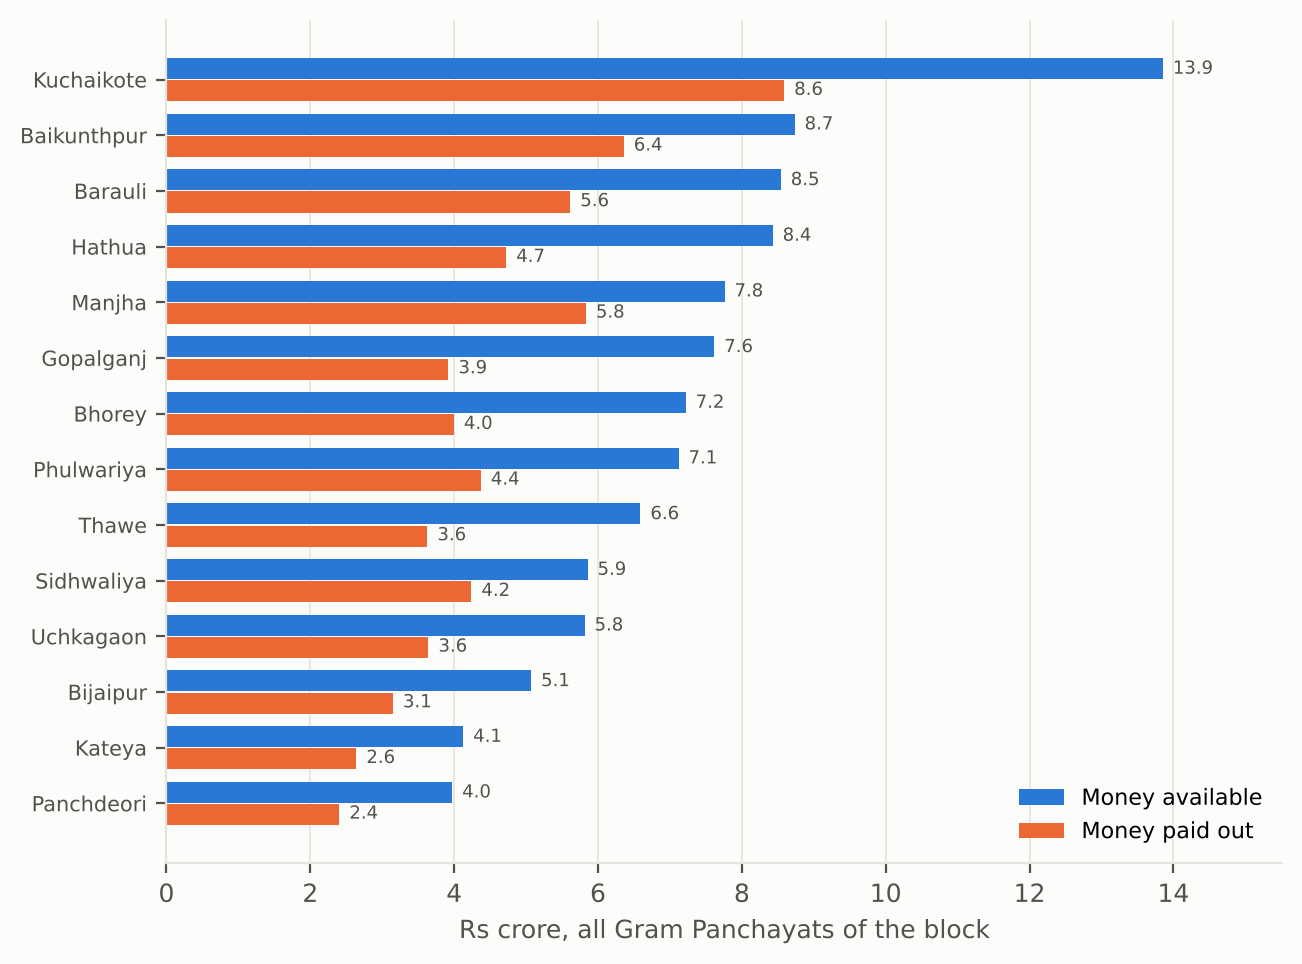 Kuchaikote 13.9
8.6
Baikunthpur 8.7
6.4
Barauli 8.5
5.6
Hathua 8.4
4.7
Manjha 7.8
5.8
Gopalganj 7.6
3.9
Bhorey 7.2
4.0
Phulwariya 7.1
4.4
Thawe 6.6
3.6
Sidhwaliya 5.9
4.2
Uchkagaon 5.8
3.6
Bijaipur 5.1
3.1
Kateya 4.1
2.6
Panchdeori 4.0
2.4
Money available
Money paid out
0 2 4 6 8 10 12 14
Rs crore, all Gram Panchayats of the block